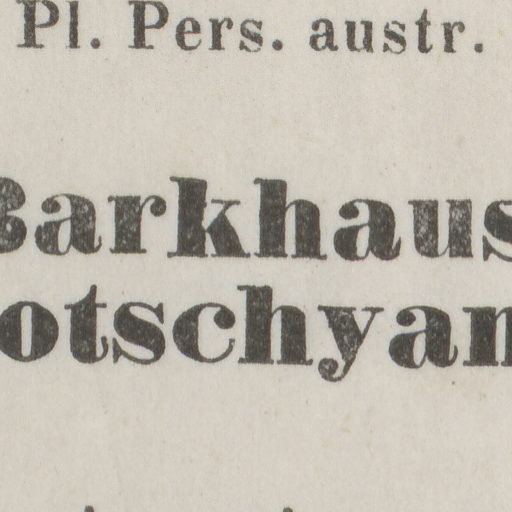 Pl. Pers. austr.
Barkhaus
otschyan